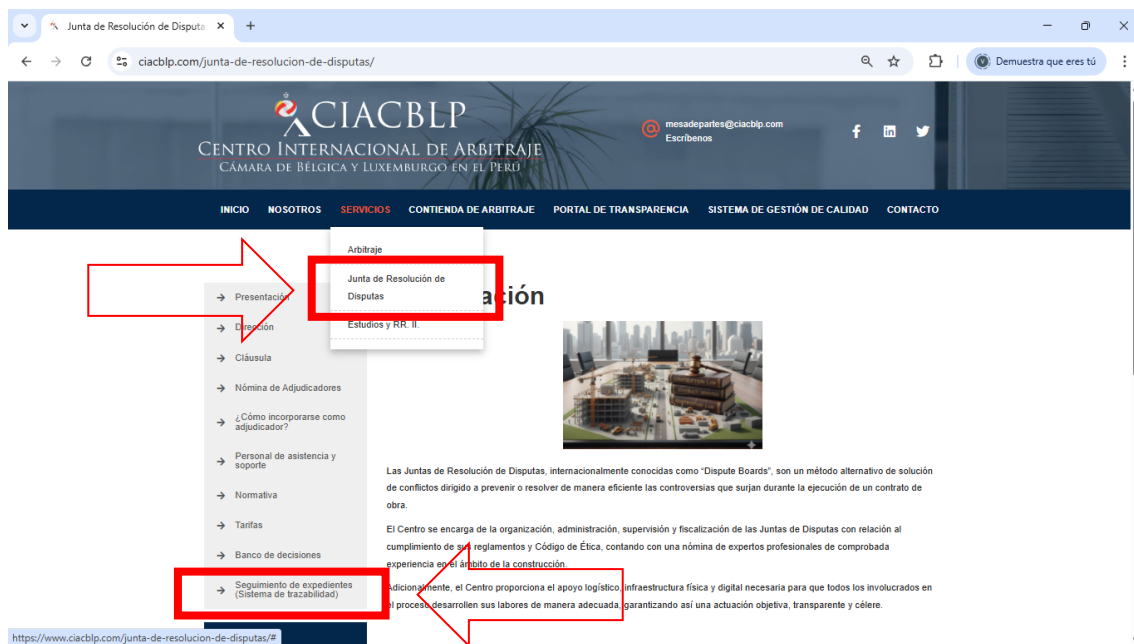 Junta de Resolución de Disputa
ciacblp.com/junta-de-resolucion-de-disputas/
Demuestra que eres tú
CIACBLP
CENTRO INTERNACIONAL DE ARBITRAJE
CÁMARA DE BÉLGICA Y LUXEMBURGO EN EL PERÚ
mesadepartes@ciacblp.com
Escríbenos
INICIO NOSOTROS SERVICIOS CONTIENDA DE ARBITRAJE PORTAL DE TRANSPARENCIA SISTEMA DE GESTIÓN DE CALIDAD CONTACTO
Arbitraje
Junta de Resolución de
Disputas
Estudios y RR. II.
ación
Presentación
Dirección
Cláusula
Nómina de Adjudicadores
¿Cómo incorporarse como
adjudicador?
Personal de asistencia y
soporte
Normativa
Tarifas
Banco de decisiones
Seguimiento de expedientes
(Sistema de trazabilidad)
Las Juntas de Resolución de Disputas, internacionalmente conocidas como “Dispute Boards”, son un método alternativo de solución
de conflictos dirigido a prevenir o resolver de manera eficiente las controversias que surjan durante la ejecución de un contrato de
obra.
El Centro se encarga de la organización, administración, supervisión y fiscalización de las Juntas de Disputas con relación al
cumplimiento de sus reglamentos y Código de Ética, contando con una nómina de expertos profesionales de comprobada
experiencia en el ámbito de la construcción.
Adicionalmente, el Centro proporciona el apoyo logístico, infraestructura física y digital necesaria para que todos los involucrados en
el proceso desarrollen sus labores de manera adecuada, garantizando así una actuación objetiva, transparente y célere.
https://www.ciacblp.com/junta-de-resolucion-de-disputas/#